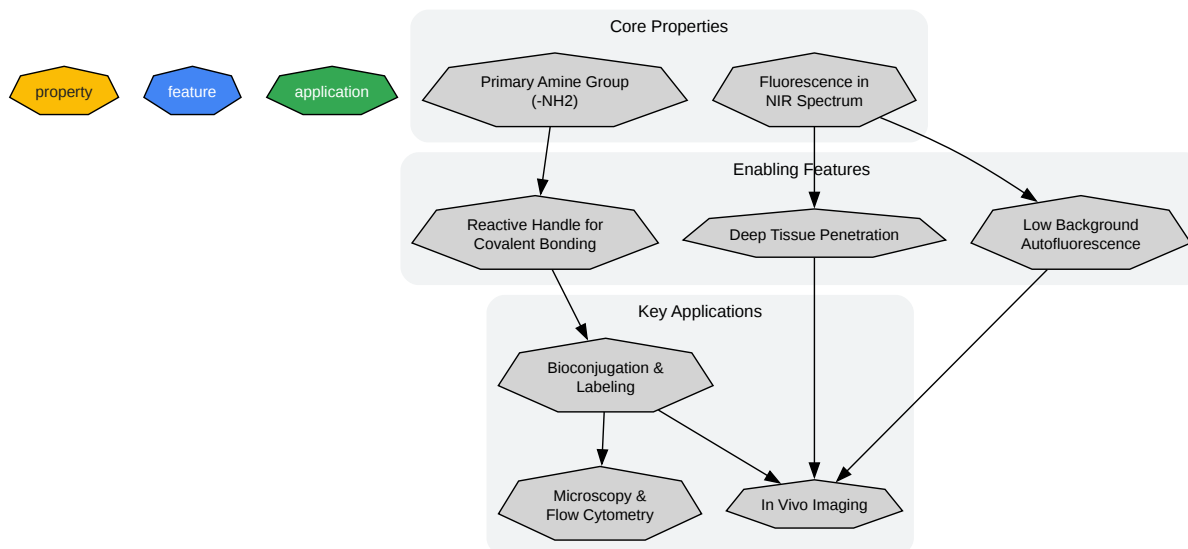 Core Properties
property
feature
application
Primary Amine Group
(-NH2)
Fluorescence in
NIR Spectrum
Enabling Features
Reactive Handle for
Covalent Bonding
Deep Tissue Penetration
Low Background
Autofluorescence
Key Applications
Bioconjugation &
Labeling
Microscopy &
Flow Cytometry
In Vivo Imaging